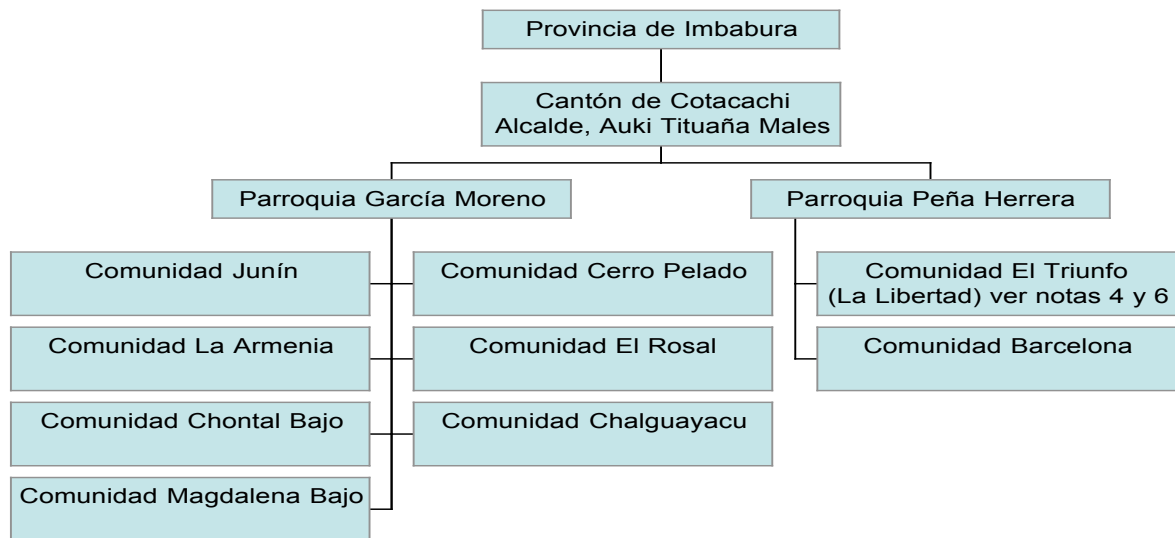 Provincia de Imbabura
Cantón de Cotacachi
Alcalde, Auki Tituaña Males
Parroquia García Moreno
Parroquia Peña Herrera
Comunidad Junín
Comunidad Cerro Pelado
Comunidad El Triunfo
(La Libertad) ver notas 4 y 6
Comunidad La Armenia
Comunidad El Rosal
Comunidad Barcelona
Comunidad Chontal Bajo
Comunidad Chalguayacu
Comunidad Magdalena Bajo